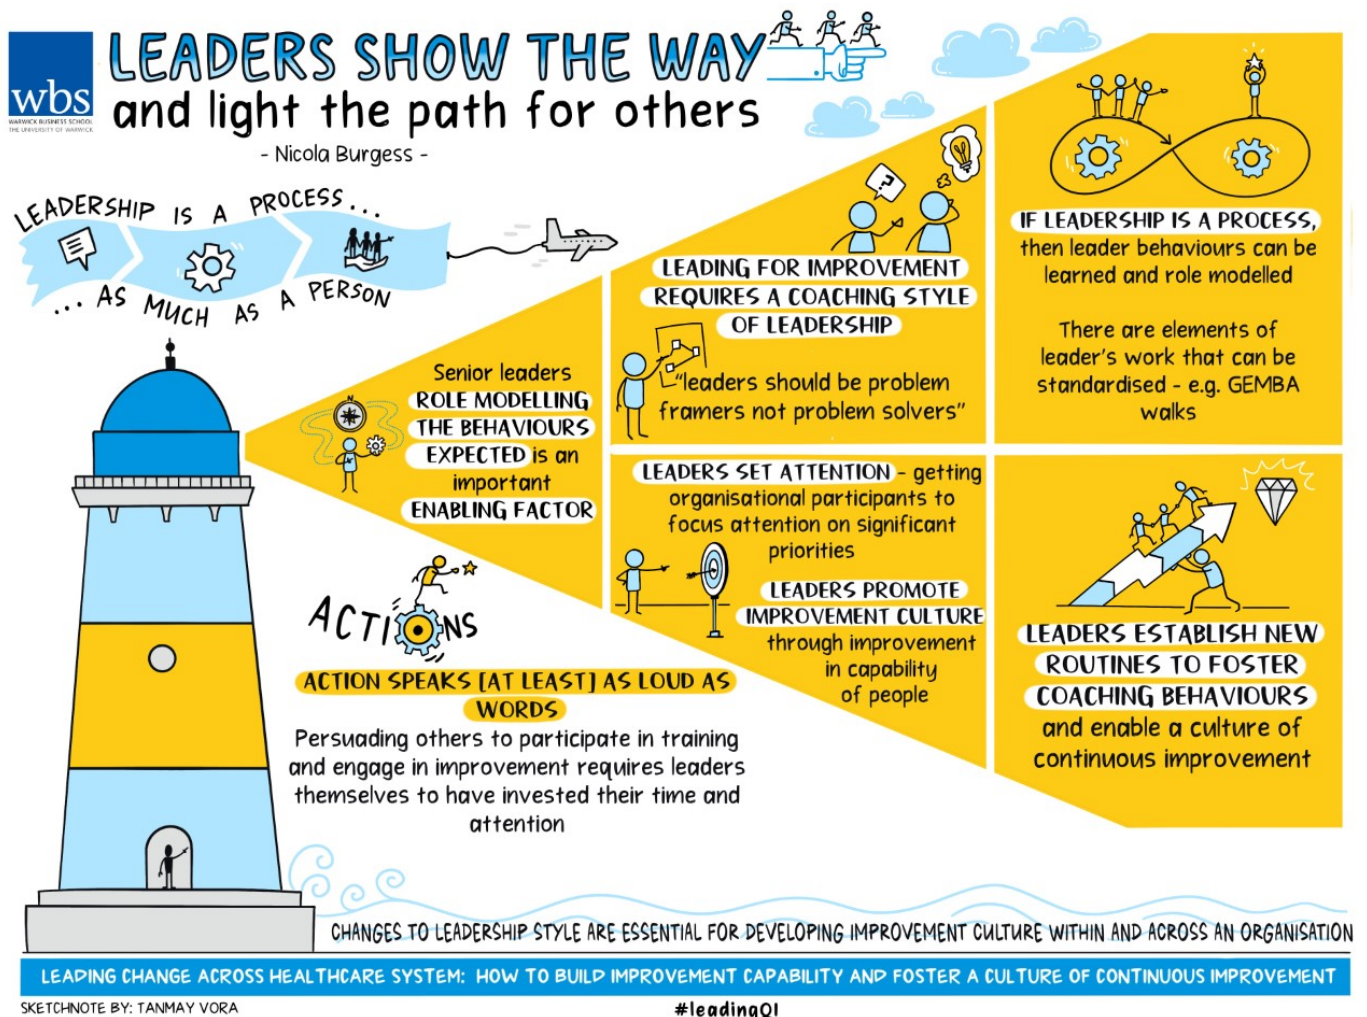 wbs
WARWICK BUSINESS SCHOOL
THE UNIVERSITY OF WARWICK
LEADERS SHOW THE WAY
and light the path for others
- Nicola Burgess -
LEADERSHIP IS A PROCESS...
... AS MUCH AS A PERSON
N
Senior leaders
ROLE MODELLING
THE BEHAVIOURS
EXPECTED is an
important
ENABLING FACTOR
ACTIONS
ACTION SPEAKS [AT LEAST] AS LOUD AS
WORDS
Persuading others to participate in training
and engage in improvement requires leaders
themselves to have invested their time and
attention
?
LEADING FOR IMPROVEMENT
REQUIRES A COACHING STYLE
OF LEADERSHIP
"leaders should be problem
framers not problem solvers"
LEADERS SET ATTENTION - getting
organisational participants to
focus attention on significant
priorities
LEADERS PROMOTE
IMPROVEMENT CULTURE
through improvement
in capability
of people
IF LEADERSHIP IS A PROCESS,
then leader behaviours can be
learned and role modelled
There are elements of
leader's work that can be
standardised - e.g. GEMBA
walks
LEADERS ESTABLISH NEW
ROUTINES TO FOSTER
COACHING BEHAVIOURS
and enable a culture of
continuous improvement
CHANGES TO LEADERSHIP STYLE ARE ESSENTIAL FOR DEVELOPING IMPROVEMENT CULTURE WITHIN AND ACROSS AN ORGANISATION
LEADING CHANGE ACROSS HEALTHCARE SYSTEM: HOW TO BUILD IMPROVEMENT CAPABILITY AND FOSTER A CULTURE OF CONTINUOUS IMPROVEMENT
SKETCHNOTE BY: TANMAY VORA
#leadingQI